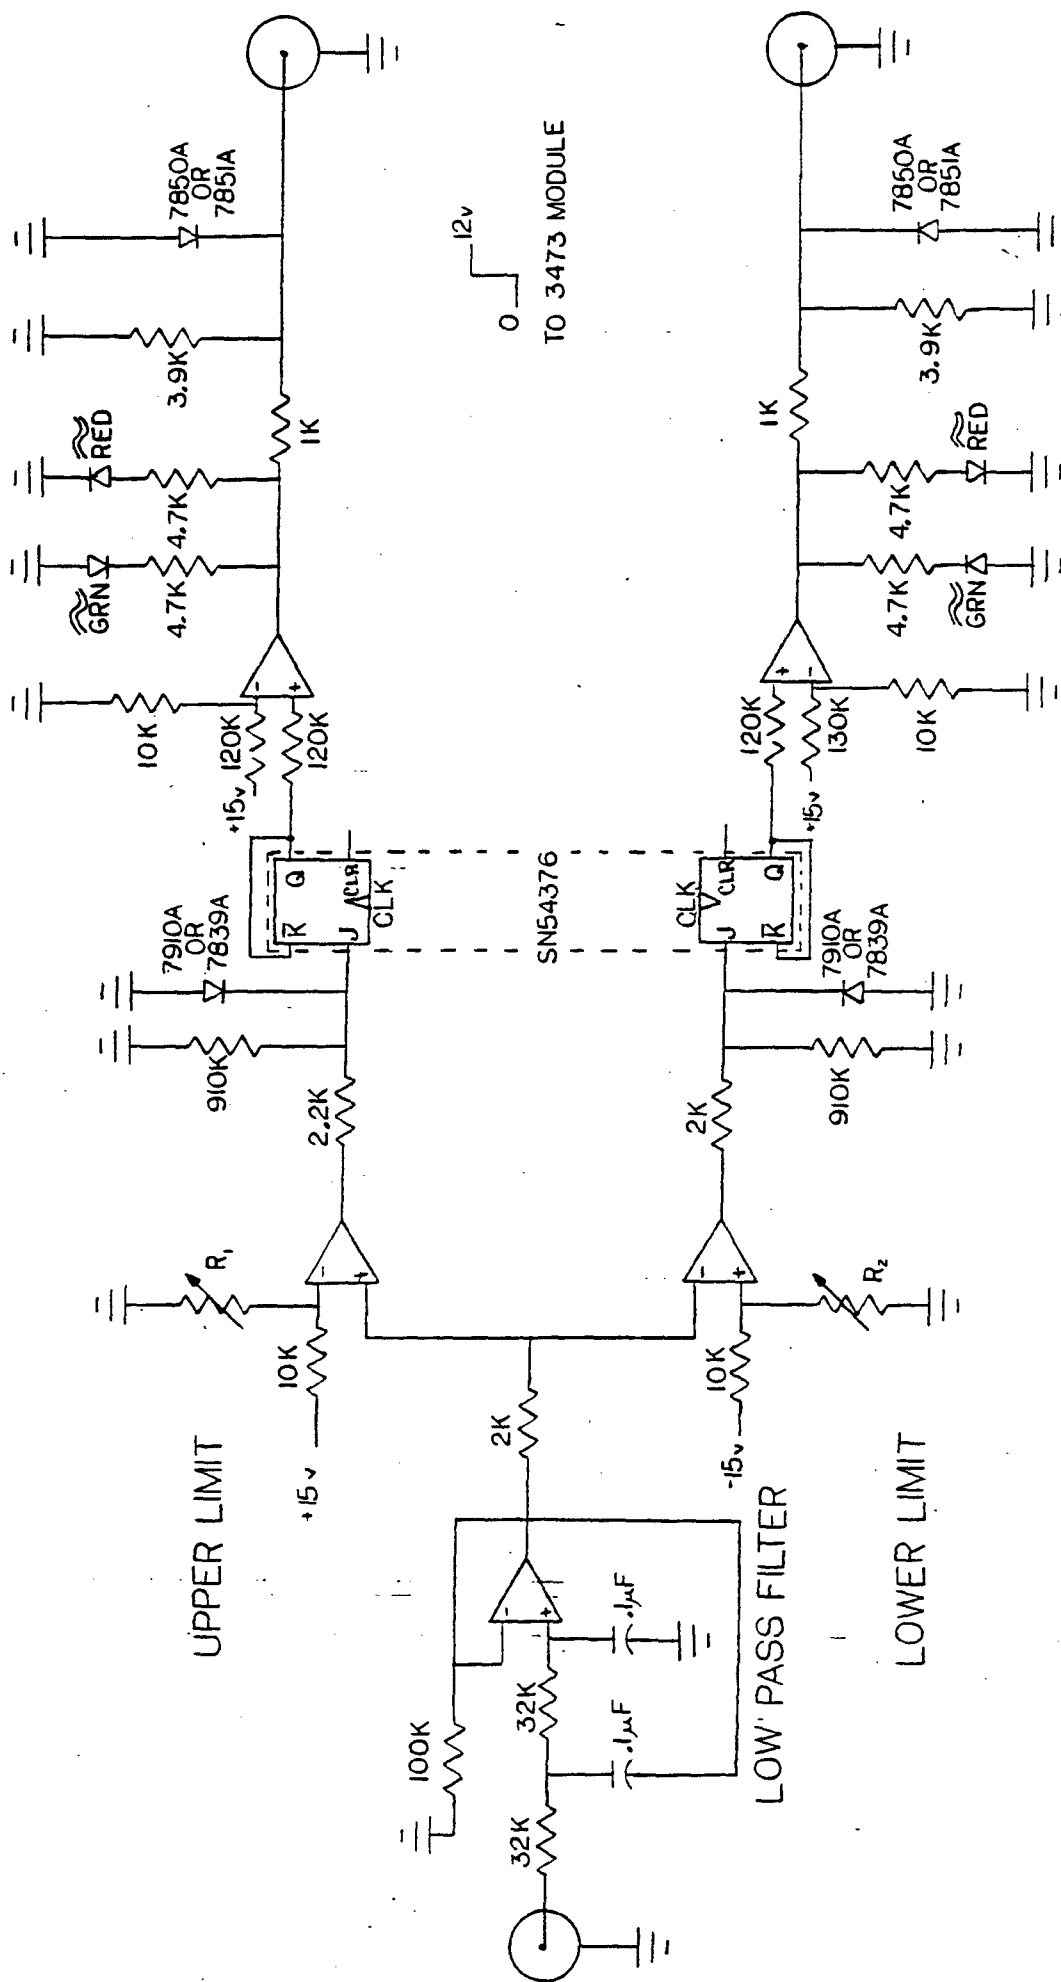 UPPER LIMIT
+15v
10K
R₁
2.2K
910K
7910A
OR
7839A
K̅
Q
J
CLR
CLK
+15v
120K
120K
10K
-
+
GRN
4.7K
RED
4.7K
1K
3.9K
7850A
OR
7851A
100K
32K
32K
.1µF
.1µF
-
+
LOW PASS FILTER
2K
-
+
-
+
SN54376
0
12v
TO 3473 MODULE
LOWER LIMIT
-15v
10K
R₂
2K
910K
7910A
OR
7839A
CLK
J
CLR
K̅
Q
120K
+15v
130K
10K
+
-
GRN
4.7K
RED
4.7K
1K
3.9K
7850A
OR
7851A